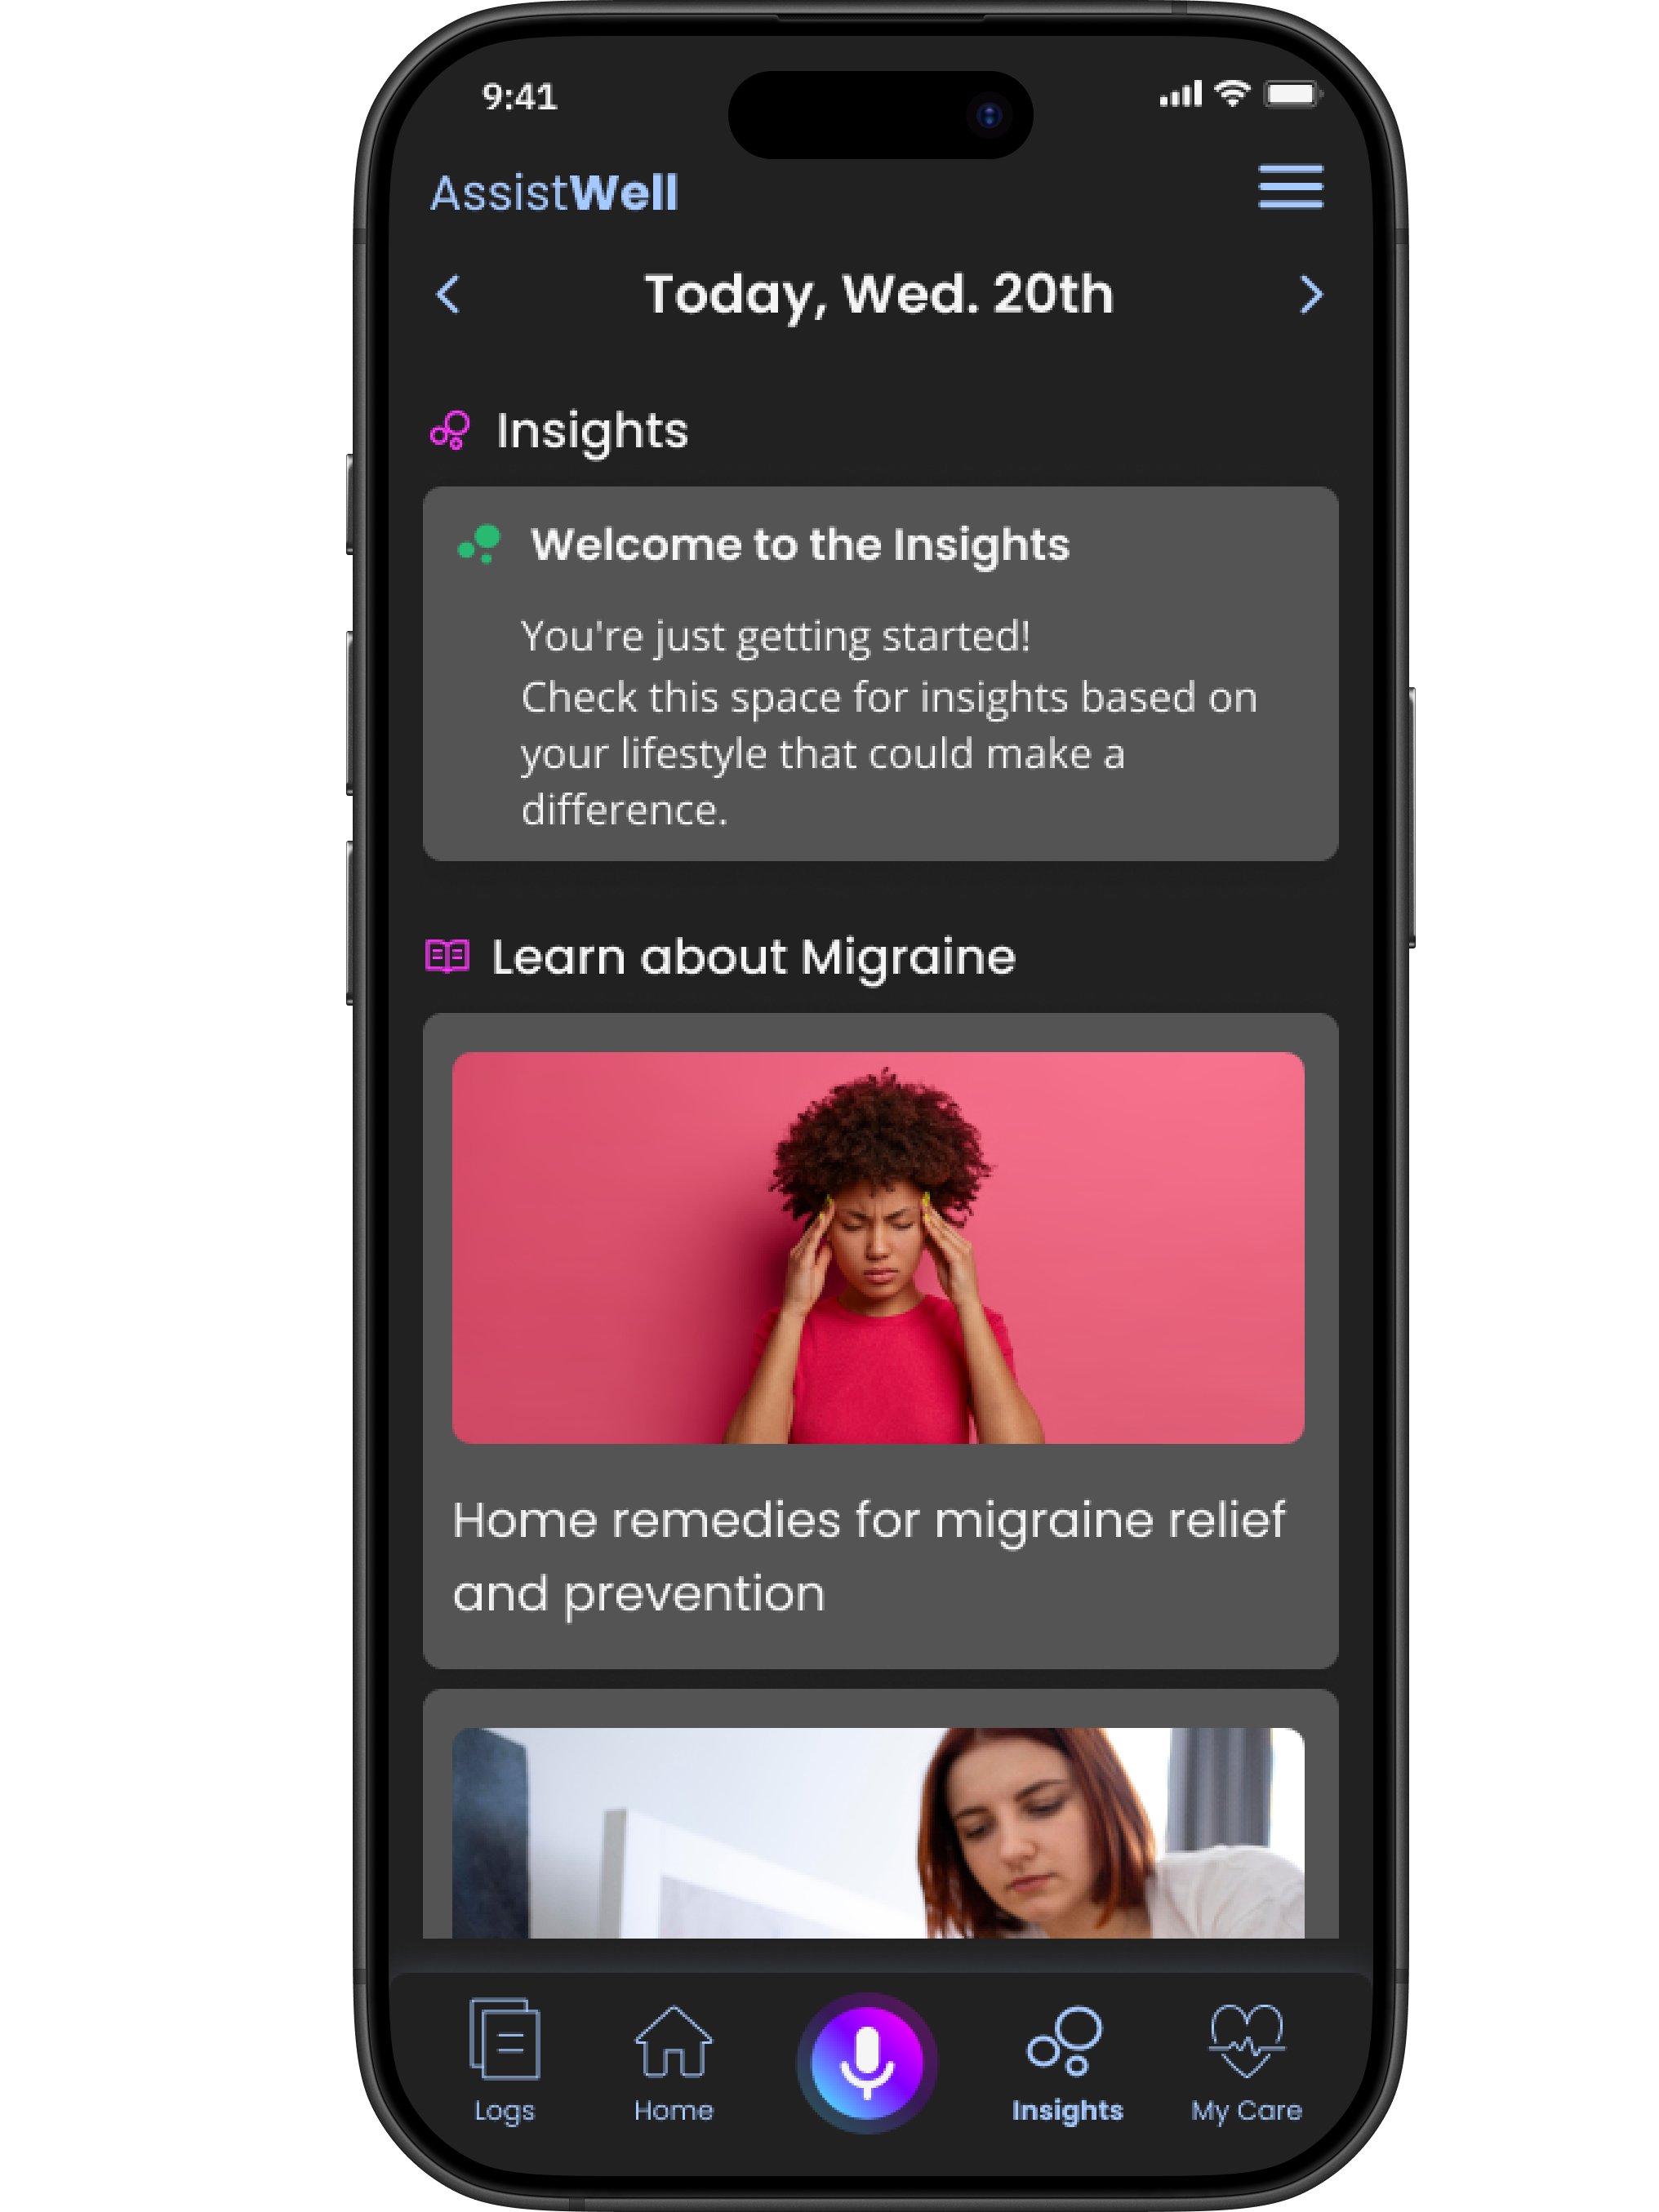 9:41
AssistWell
Today, Wed. 20th
Insights
Welcome to the Insights
You're just getting started!
Check this space for insights based on
your lifestyle that could make a
difference.
Learn about Migraine
Home remedies for migraine relief
and prevention
Logs
Home
Insights
My Care